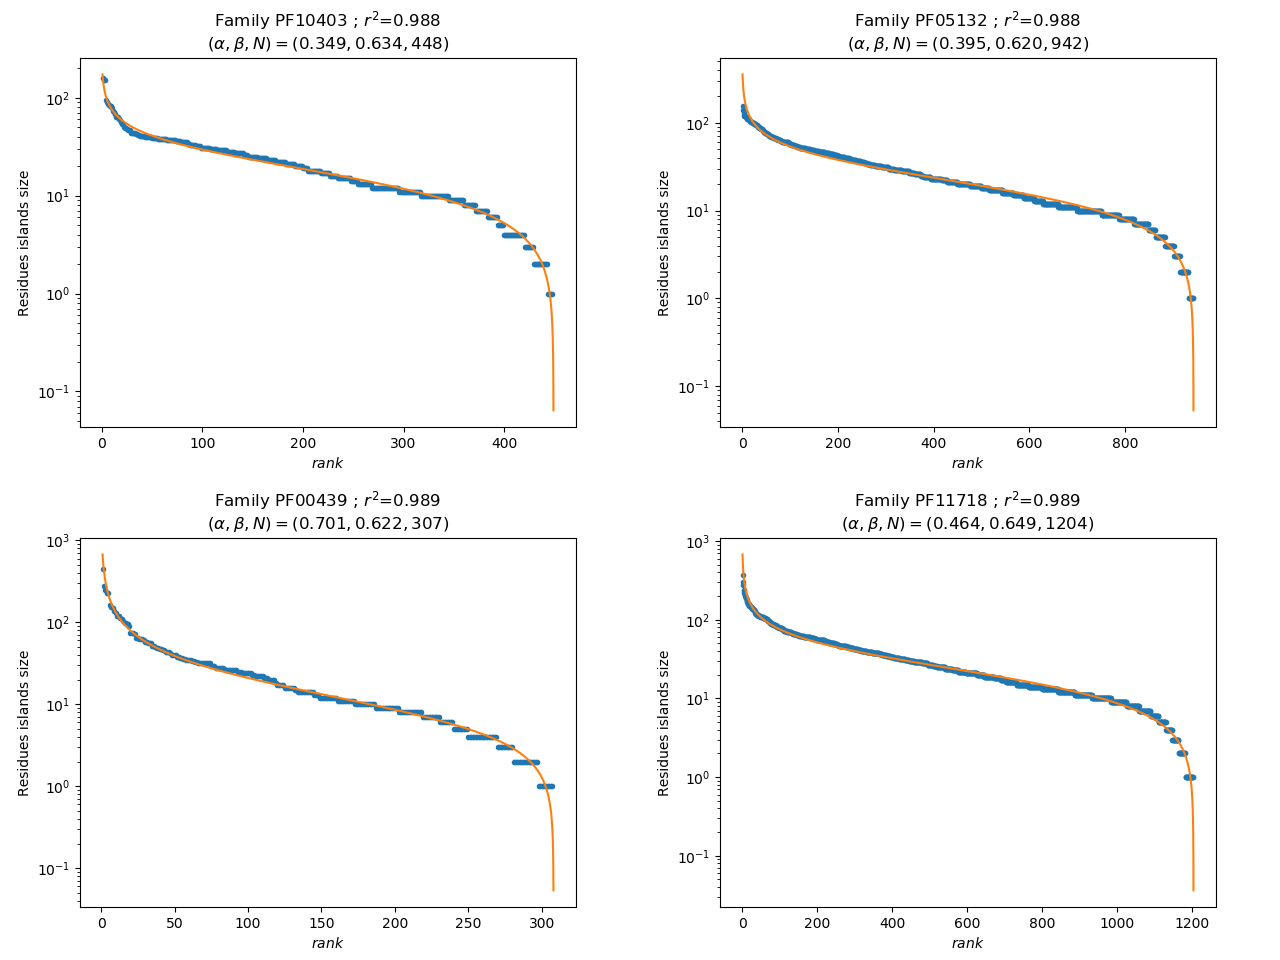 Family PF10403 ; r²=0.988
(α, β, N) = (0.349, 0.634, 448)
Residues islands size
10²
10¹
10⁰
10⁻¹
0 100 200 300 400
rank
Family PF05132 ; r²=0.988
(α, β, N) = (0.395, 0.620, 942)
Residues islands size
10²
10¹
10⁰
10⁻¹
0 200 400 600 800
rank
Family PF00439 ; r²=0.989
(α, β, N) = (0.701, 0.622, 307)
Residues islands size
10³
10²
10¹
10⁰
10⁻¹
0 50 100 150 200 250 300
rank
Family PF11718 ; r²=0.989
(α, β, N) = (0.464, 0.649, 1204)
Residues islands size
10³
10²
10¹
10⁰
10⁻¹
0 200 400 600 800 1000 1200
rank